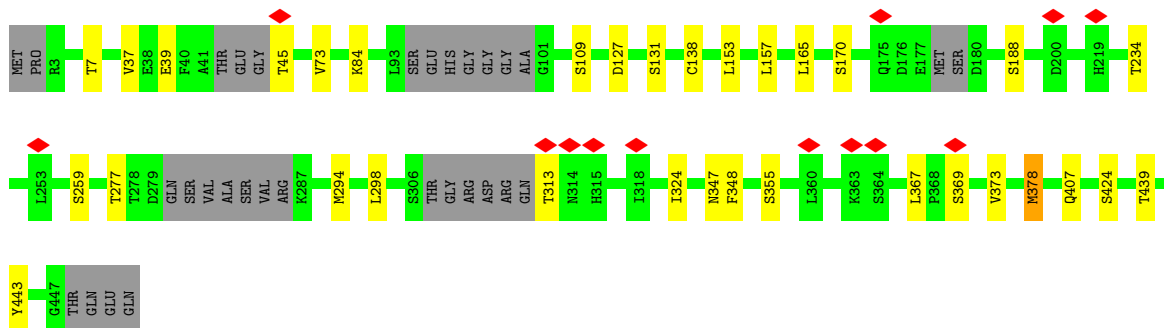 MET PRO R3 T7 V37 E38 E39 F40 A41 THR GLU GLY T45 V73 K84 L93 SER GLU HIS GLY GLY GLY ALA G101 S109 D127 S131 C138 L153 L157 L165 S170 Q175 D176 E177 MET SER D180 S188 D200 H219 T234
L253 S259 T277 T278 D279 GLN SER VAL ALA SER VAL ARG K287 M294 L298 S306 THR GLY ARG ASP ARG GLN T313 N314 H315 I318 I324 N347 F348 S355 L360 K363 S364 L367 P368 S369 V373 M378 Q407 S424 T439
Y443 G447 THR GLN GLU GLN